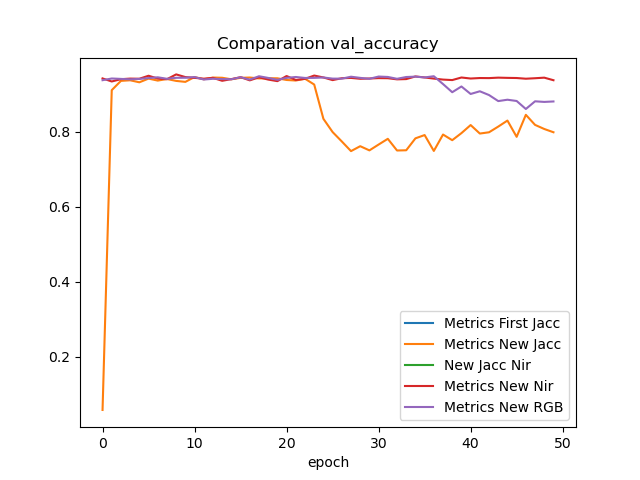 Comparation val_accuracy
0.8
0.6
0.4
0.2
0 10 20 30 40 50
epoch
Metrics First Jacc
Metrics New Jacc
New Jacc Nir
Metrics New Nir
Metrics New RGB